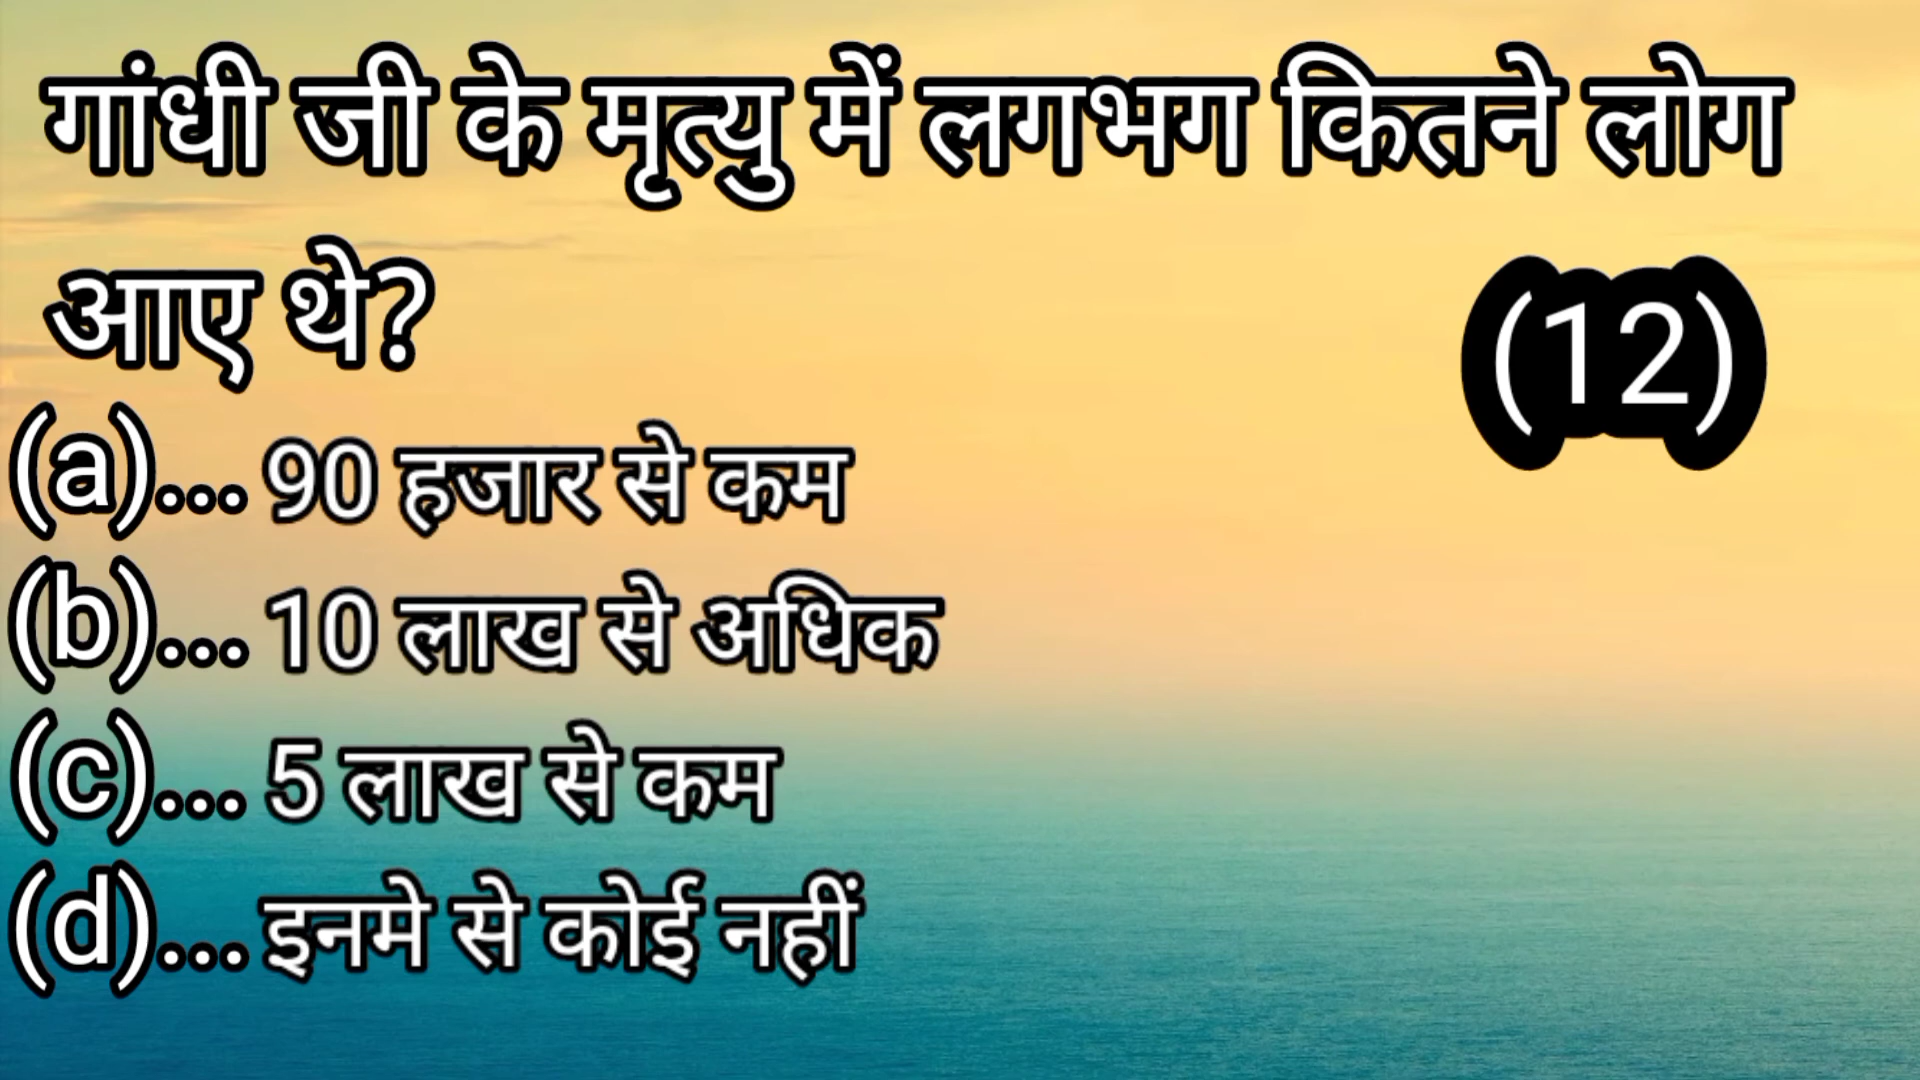 गांधी जी के मृत्यु में लगभग कितने लोग
आए थे?
(12)
(a)... 90 हजार से कम
(b)... 10 लाख से अधिक
(c)... 5 लाख से कम
(d)... इनमे से कोई नहीं